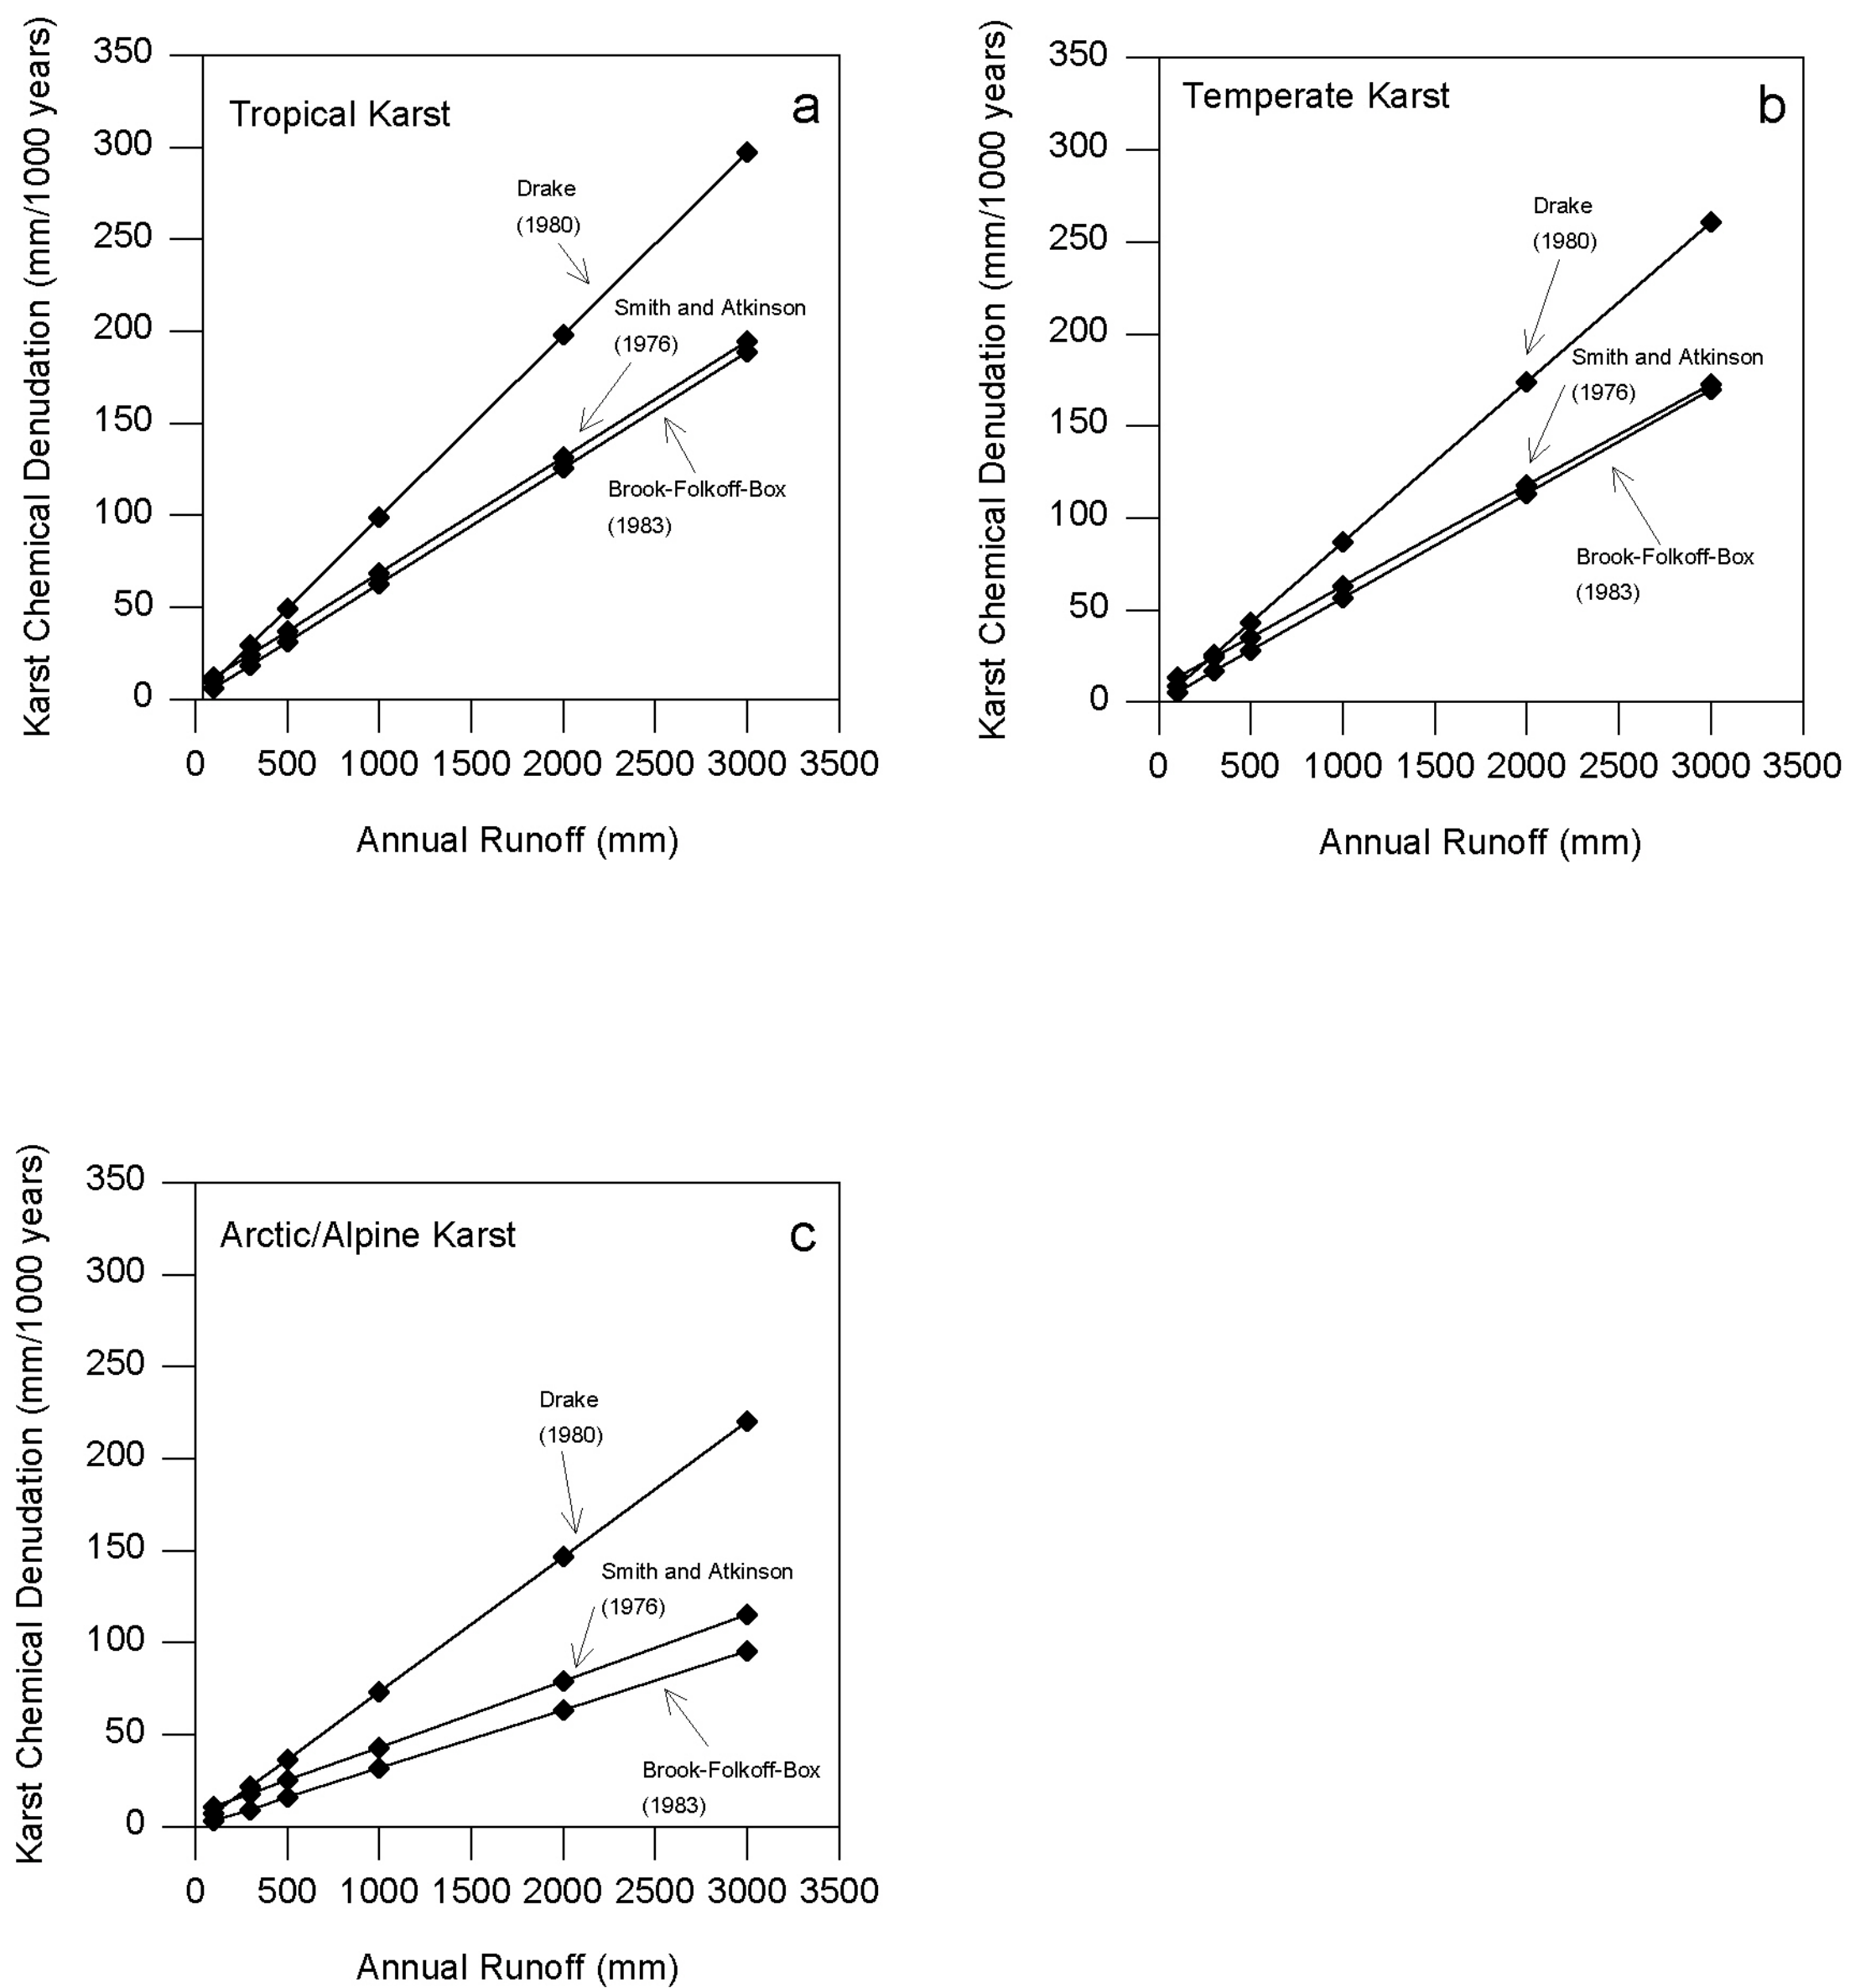 Karst Chemical Denudation (mm/1000 years)
350
300
250
200
150
100
50
0
Tropical Karst
a
Drake
(1980)
Smith and Atkinson
(1976)
Brook-Folkoff-Box
(1983)
0 500 1000 1500 2000 2500 3000 3500
Annual Runoff (mm)
Karst Chemical Denudation (mm/1000 years)
350
300
250
200
150
100
50
0
Temperate Karst
b
Drake
(1980)
Smith and Atkinson
(1976)
Brook-Folkoff-Box
(1983)
0 500 1000 1500 2000 2500 3000 3500
Annual Runoff (mm)
Karst Chemical Denudation (mm/1000 years)
350
300
250
200
150
100
50
0
Arctic/Alpine Karst
c
Drake
(1980)
Smith and Atkinson
(1976)
Brook-Folkoff-Box
(1983)
0 500 1000 1500 2000 2500 3000 3500
Annual Runoff (mm)